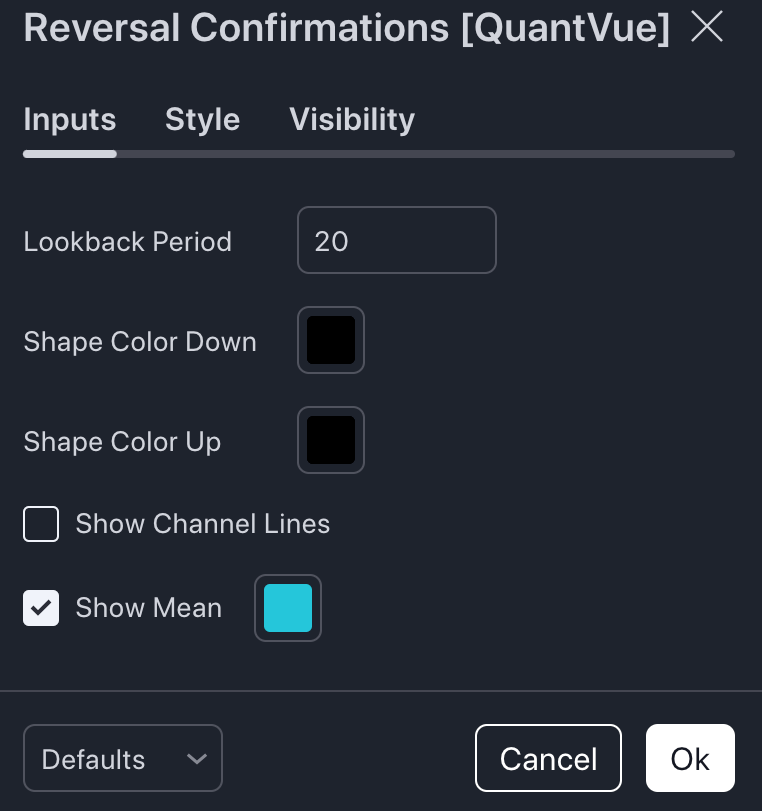 Reversal Confirmations [QuantVue]
Inputs Style Visibility
Lookback Period 20
Shape Color Down
Shape Color Up
Show Channel Lines
Show Mean
Defaults Cancel Ok